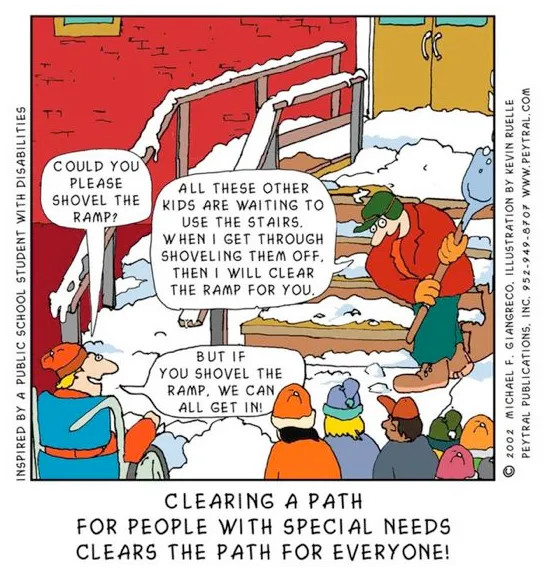 COULD YOU
PLEASE
SHOVEL THE
RAMP?
ALL THESE OTHER
KIDS ARE WAITING TO
USE THE STAIRS.
WHEN I GET THROUGH
SHOVELING THEM OFF,
THEN I WILL CLEAR
THE RAMP FOR YOU.
BUT IF
YOU SHOVEL THE
RAMP, WE CAN
ALL GET IN!
INSPIRED BY A PUBLIC SCHOOL STUDENT WITH DISABILITIES
© 2002 MICHAEL F. GIANGRECO, ILLUSTRATION BY KEVIN RUELLE
PEYTRAL PUBLICATIONS, INC. 952-949-8707 WWW.PEYTRAL.COM
CLEARING A PATH
FOR PEOPLE WITH SPECIAL NEEDS
CLEARS THE PATH FOR EVERYONE!